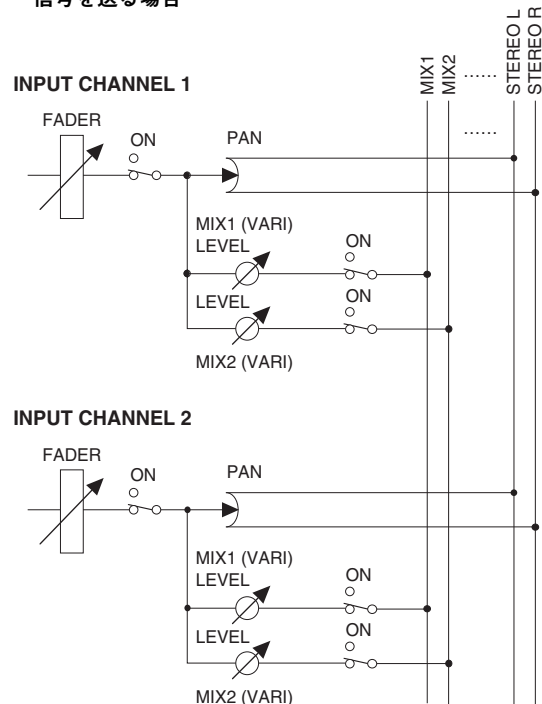 信号を送る場合
MIX1
MIX2
......
STEREO L
STEREO R
INPUT CHANNEL 1
......
FADER
ON
PAN
MIX1 (VARI)
LEVEL
ON
LEVEL
ON
MIX2 (VARI)
INPUT CHANNEL 2
FADER
ON
PAN
MIX1 (VARI)
LEVEL
ON
LEVEL
ON
MIX2 (VARI)